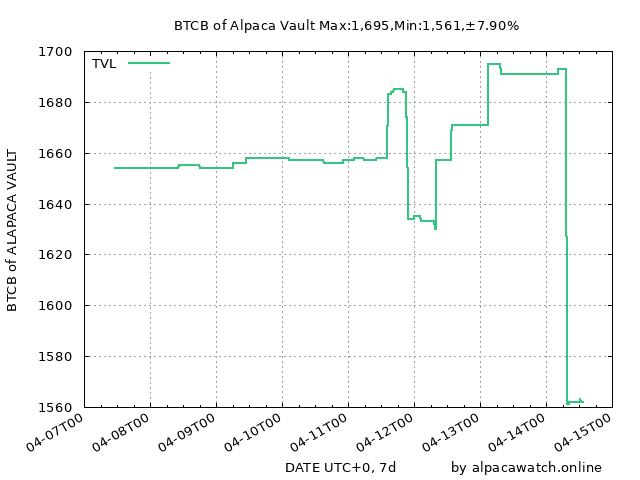 BTCB of Alpaca Vault Max:1,695,Min:1,561,±7.90%
TVL
1700
1680
1660
1640
1620
1600
1580
1560
BTCB of ALAPACA VAULT
04-07T00
04-08T00
04-09T00
04-10T00
04-11T00
04-12T00
04-13T00
04-14T00
04-15T00
DATE UTC+0, 7d
by alpacawatch.online